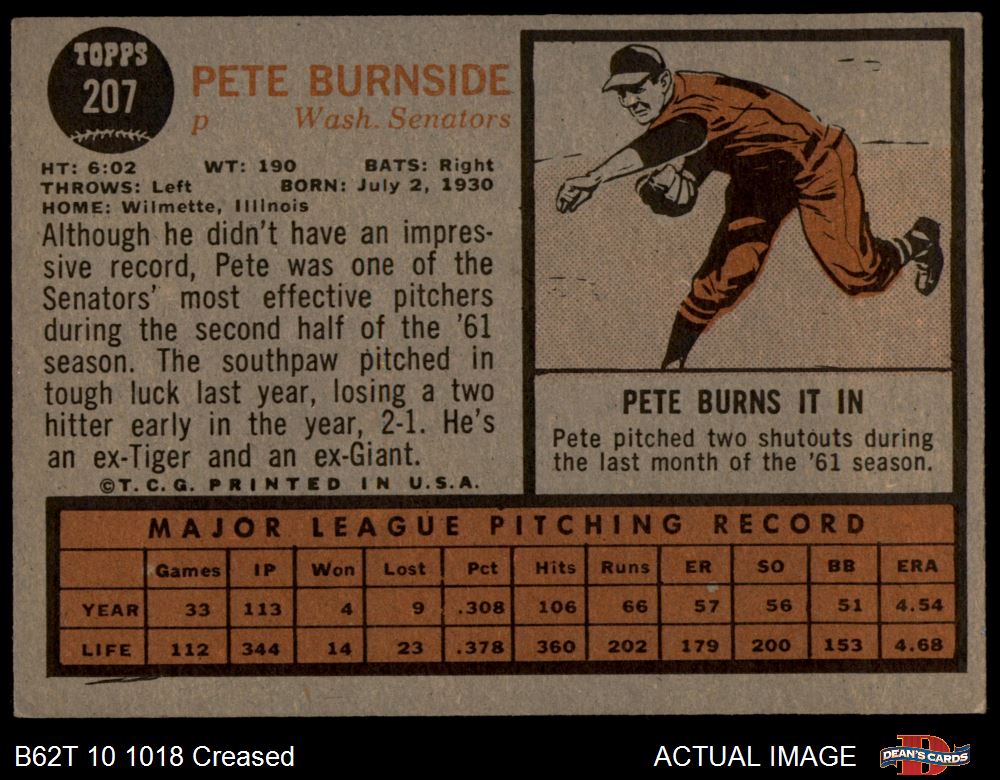 TOPPS
207
PETE BURNSIDE
p Wash. Senators
HT: 6:02 WT: 190 BATS: Right
THROWS: Left BORN: July 2, 1930
HOME: Wilmette, Illinois
Although he didn't have an impres-
sive record, Pete was one of the
Senators' most effective pitchers
during the second half of the '61
season. The southpaw pitched in
tough luck last year, losing a two
hitter early in the year, 2-1. He's
an ex-Tiger and an ex-Giant.
©T.C.G. PRINTED IN U.S.A.
PETE BURNS IT IN
Pete pitched two shutouts during
the last month of the '61 season.
MAJOR LEAGUE PITCHING RECORD
Games IP Won Lost Pct Hits Runs ER SO BB ERA
YEAR 33 113 4 9 .308 106 66 57 56 51 4.54
LIFE 112 344 14 23 .378 360 202 179 200 153 4.68
B62T 10 1018 Creased ACTUAL IMAGE DEAN'S CARDS